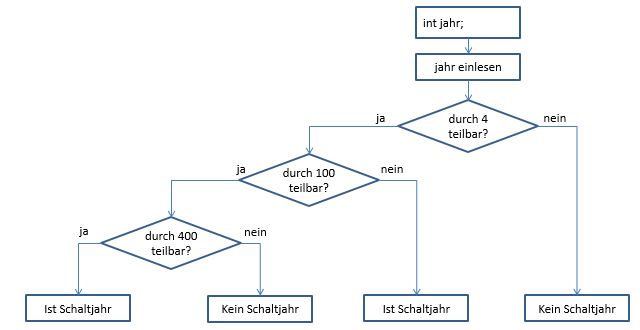 int jahr;
jahr einlesen
ja
durch 4
teilbar?
nein
ja
durch 100
teilbar?
nein
ja
durch 400
teilbar?
nein
Ist Schaltjahr
Kein Schaltjahr
Ist Schaltjahr
Kein Schaltjahr